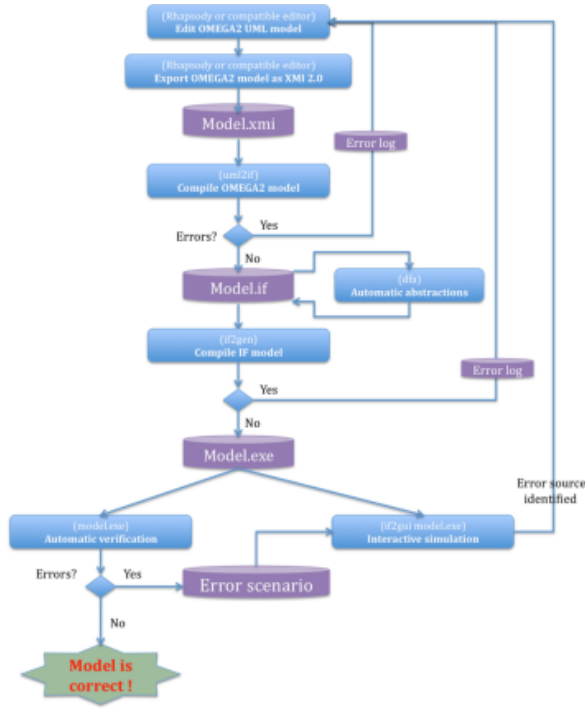 (Rhapsody or compatible editor)
Edit OMEGA2 UML model
(Rhapsody or compatible editor)
Export OMEGA2 model as XMI 2.0
Model.xmi
Error log
(uml2if)
Compile OMEGA2 model
Errors?
Yes
No
Model.if
(dfa)
Automatic abstractions
(if2gen)
Compile IF model
Error log
Yes
No
Model.exe
Error source
identified
(model.exe)
Automatic verification
(if2gui model.exe)
Interactive simulation
Errors?
Yes
Error scenario
No
Model is
correct !